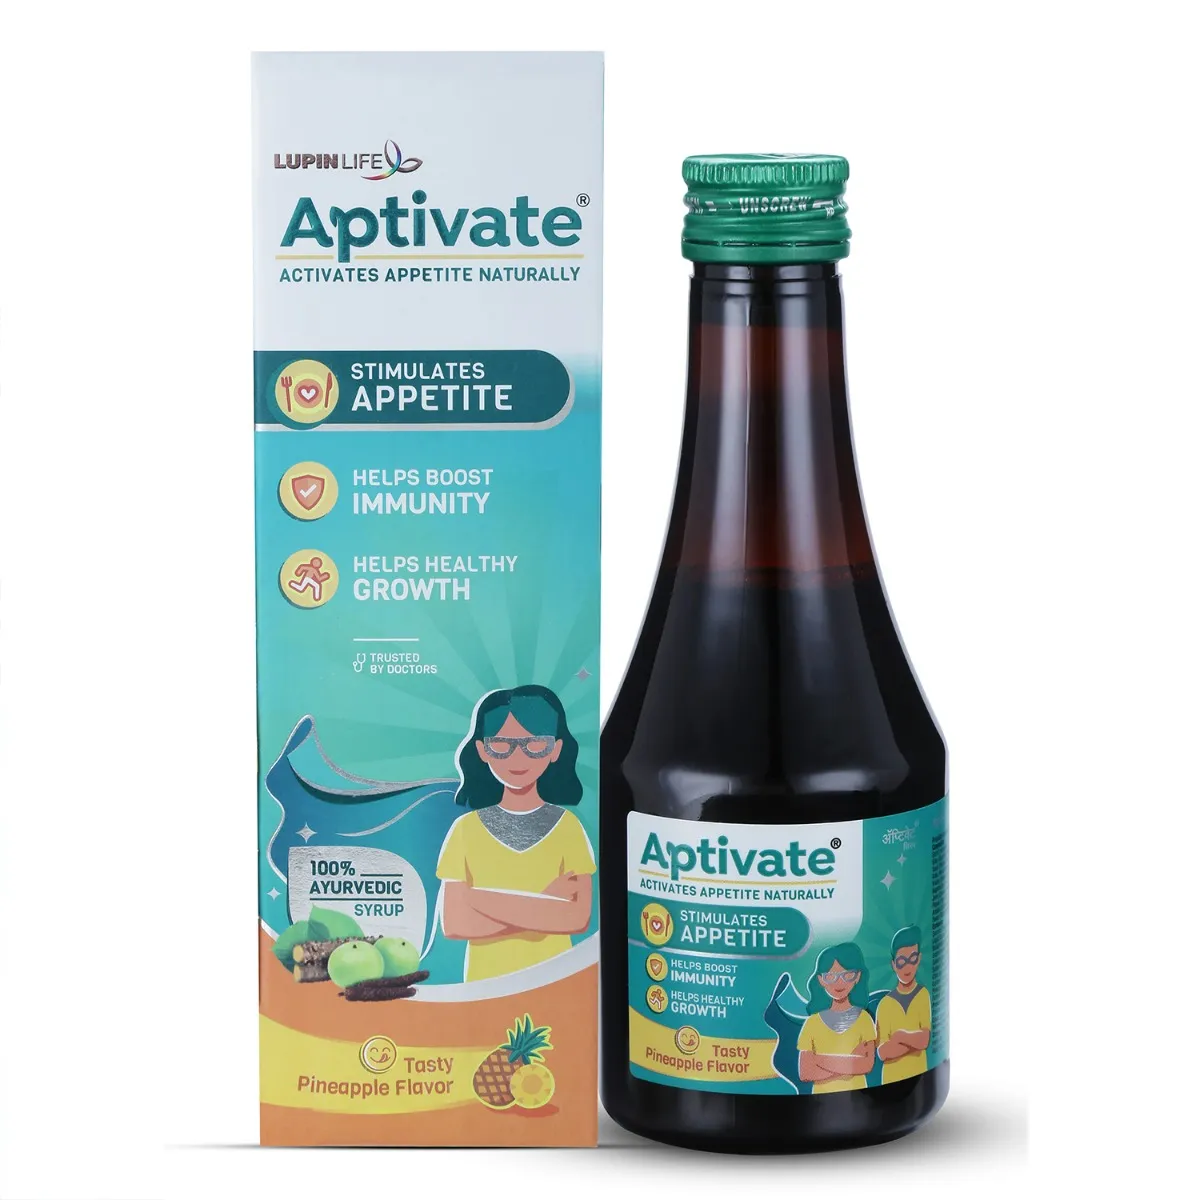 LUPIN LIFE
Aptivate®
ACTIVATES APPETITE NATURALLY
STIMULATES
APPETITE
HELPS BOOST
IMMUNITY
HELPS HEALTHY
GROWTH
TRUSTED
BY DOCTORS
100%
AYURVEDIC
SYRUP
Tasty
Pineapple Flavor
UNSCREW
Aptivate®
ACTIVATES APPETITE NATURALLY
STIMULATES
APPETITE
HELPS BOOST
IMMUNITY
HELPS HEALTHY
GROWTH
Tasty
Pineapple Flavor